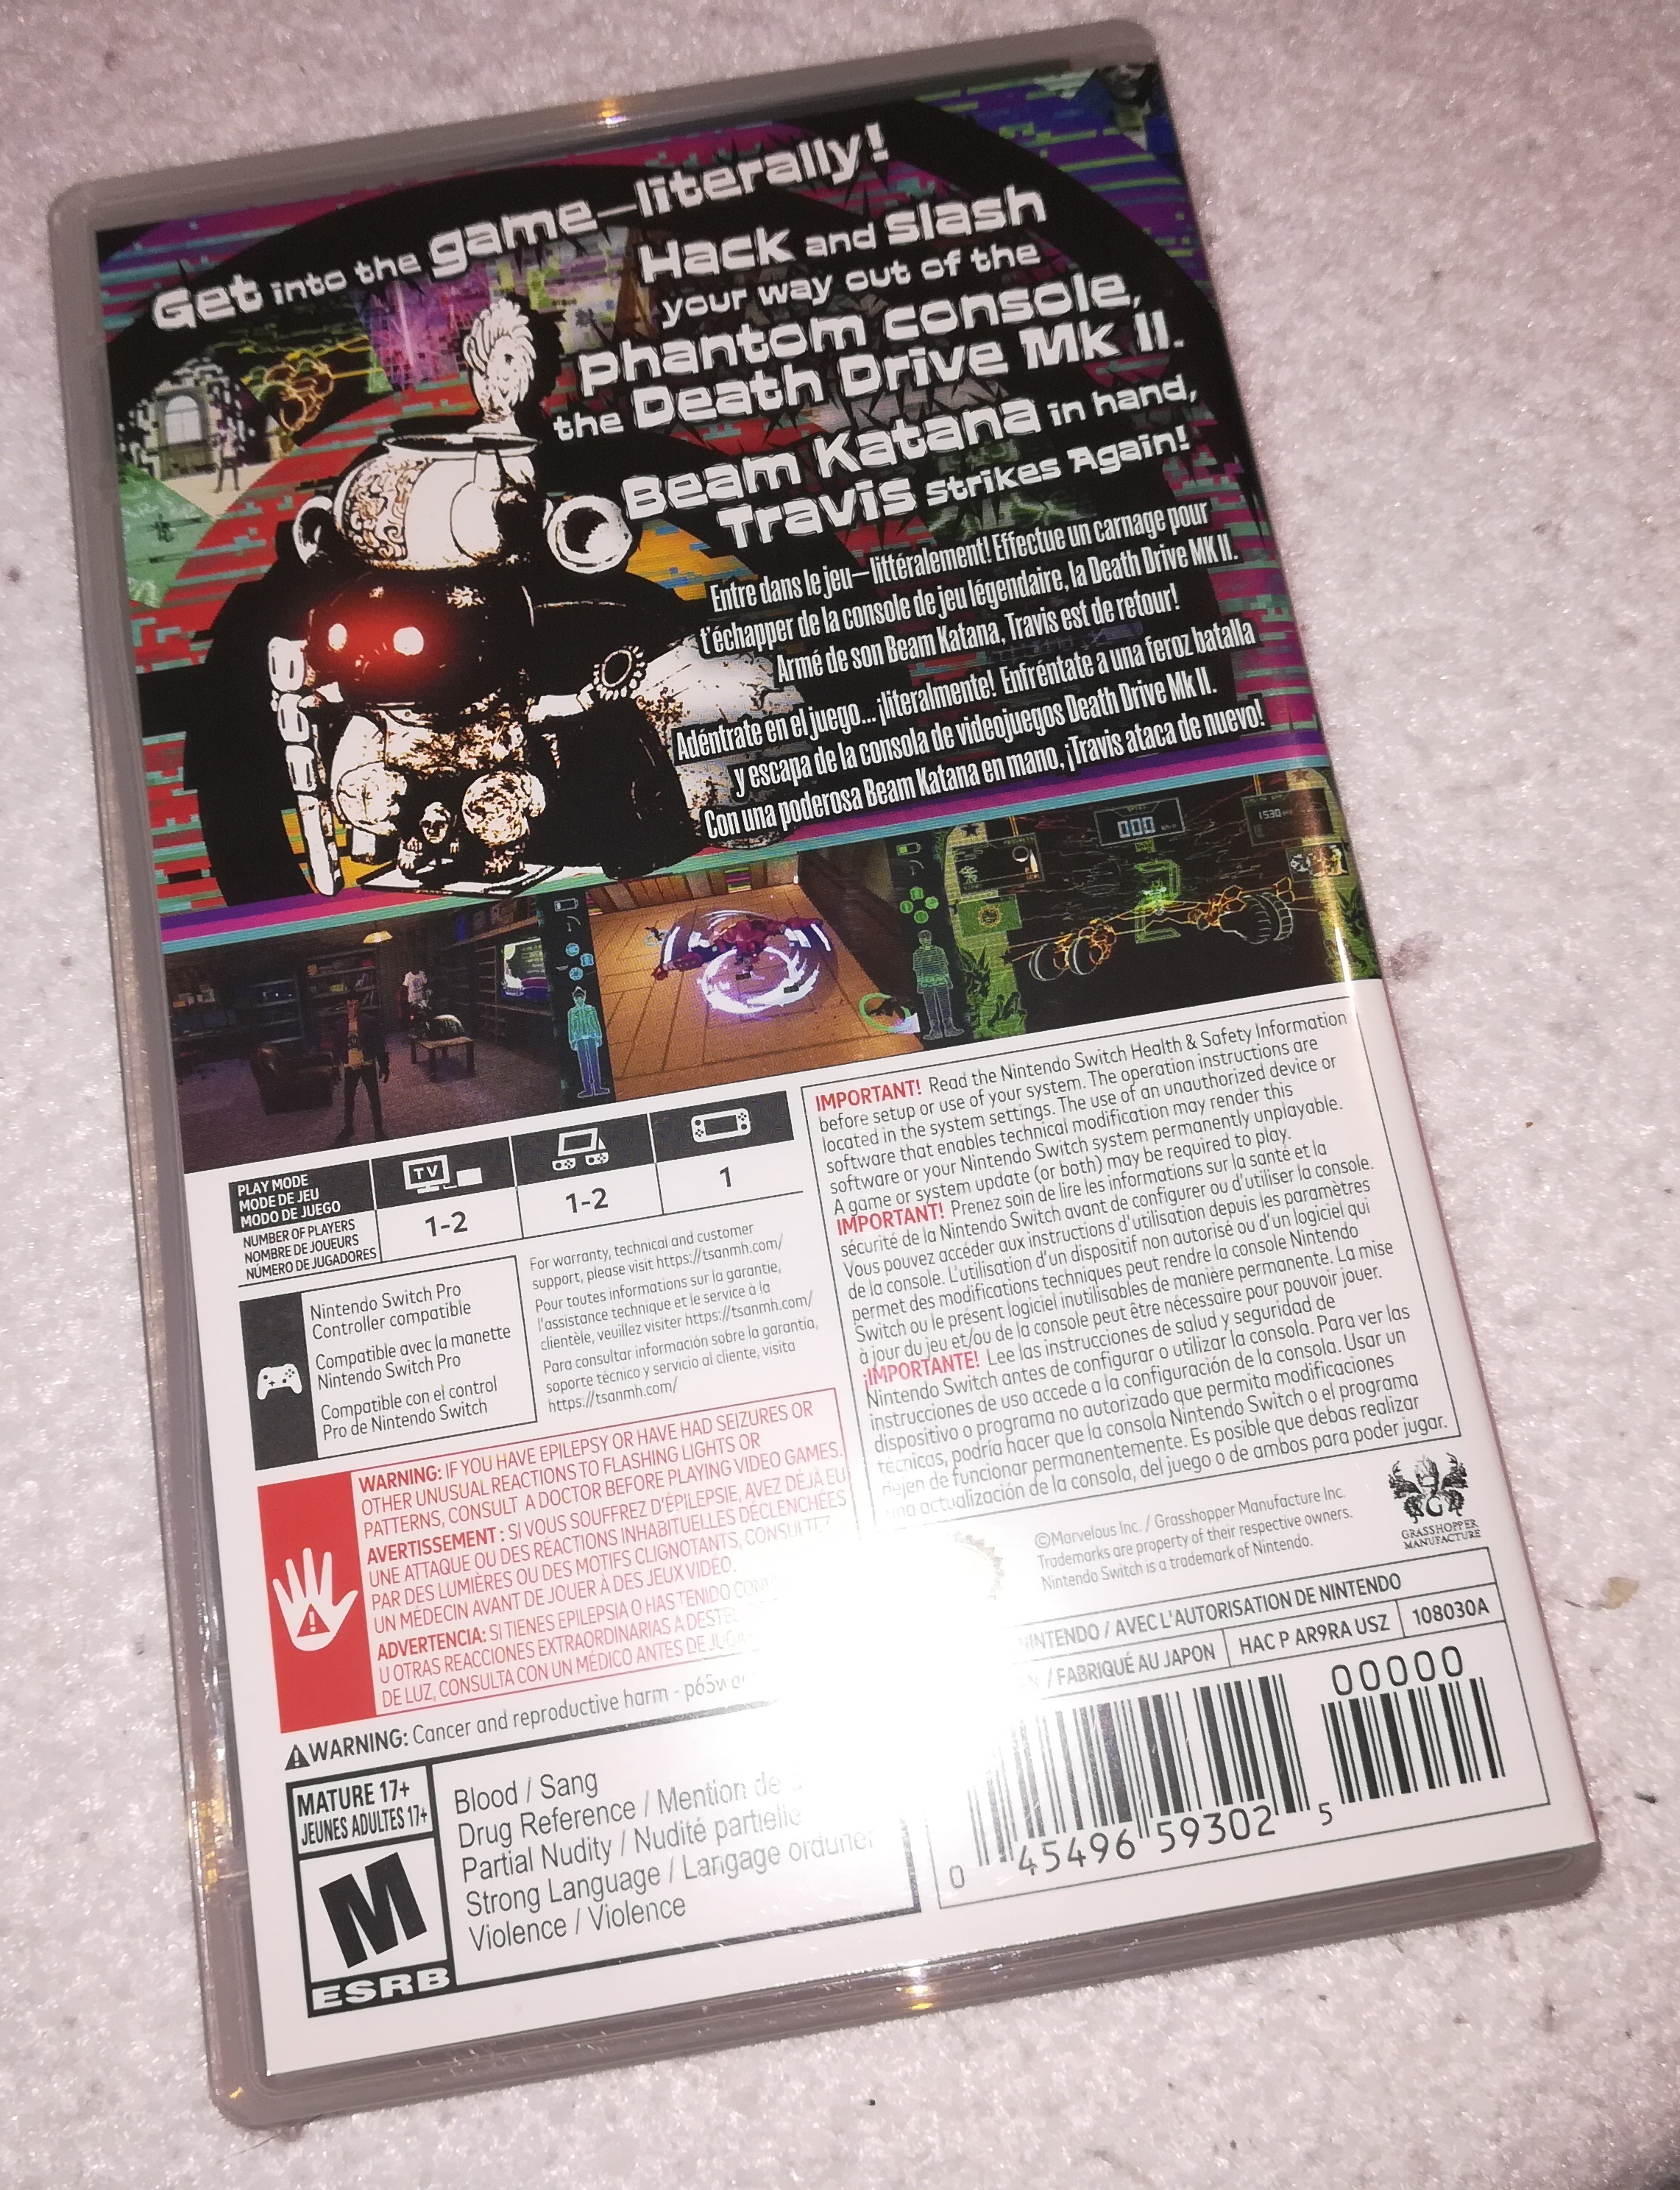 Get into the game—literally!
Hack and Slash
your way out of the
Phantom console,
the Death Drive Mk II.
Beam Katana in hand,
Travis strikes Again!
Entre dans le jeu—littéralement! Effectue un carnage pour
t'échapper de la console de jeu légendaire, la Death Drive MK II.
Armé de son Beam Katana, Travis est de retour!
Adéntrate en el juego... ¡literalmente! Enfréntate a una feroz batalla
y escapa de la consola de videojuegos Death Drive Mk II.
Con una poderosa Beam Katana en mano, ¡Travis ataca de nuevo!
000
1530
PLAY MODE
MODE DE JEU
MODO DE JUEGO
TV
NUMBER OF PLAYERS
NOMBRE DE JOUEURS
NÚMERO DE JUGADORES
1-2
1-2
1
Nintendo Switch Pro
Controller compatible
Compatible avec la manette
Nintendo Switch Pro
Compatible con el control
Pro de Nintendo Switch
For warranty, technical and customer
support, please visit https://tsanmh.com/
Pour toutes informations sur la garantie,
l'assistance technique et le service à la
clientèle, veuillez visiter https://tsanmh.com/
Para consultar información sobre la garantía,
soporte técnico y servicio al cliente, visita
https://tsanmh.com/
IMPORTANT! Read the Nintendo Switch Health & Safety Information
before setup or use of your system. The operation instructions are
located in the system settings. The use of an unauthorized device or
software that enables technical modification may render this
software or your Nintendo Switch system permanently unplayable.
A game or system update (or both) may be required to play.
IMPORTANT! Prenez soin de lire les informations sur la santé et la
sécurité de la Nintendo Switch avant de configurer ou d'utiliser la console.
Vous pouvez accéder aux instructions d'utilisation depuis les paramètres
de la console. L'utilisation d'un dispositif non autorisé ou d'un logiciel qui
permet des modifications techniques peut rendre la console Nintendo
Switch ou le présent logiciel inutilisables de manière permanente. La mise
à jour du jeu et/ou de la console peut être nécessaire pour pouvoir jouer.
¡IMPORTANTE! Lee las instrucciones de salud y seguridad de
Nintendo Switch antes de configurar o utilizar la consola. Para ver las
instrucciones de uso accede a la configuración de la consola. Usar un
dispositivo o programa no autorizado que permita modificaciones
técnicas, podría hacer que la consola Nintendo Switch o el programa
dejen de funcionar permanentemente. Es posible que debas realizar
una actualización de la consola, del juego o de ambos para poder jugar.
WARNING: IF YOU HAVE EPILEPSY OR HAVE HAD SEIZURES OR
OTHER UNUSUAL REACTIONS TO FLASHING LIGHTS OR
PATTERNS, CONSULT A DOCTOR BEFORE PLAYING VIDEO GAMES.
AVERTISSEMENT : SI VOUS SOUFFREZ D'ÉPILEPSIE, AVEZ DÉJÀ EU
UNE ATTAQUE OU DES RÉACTIONS INHABITUELLES DÉCLENCHÉES
PAR DES LUMIÈRES OU DES MOTIFS CLIGNOTANTS, CONSULTEZ
UN MÉDECIN AVANT DE JOUER À DES JEUX VIDÉO.
ADVERTENCIA: SI TIENES EPILEPSIA O HAS TENIDO
U OTRAS REACCIONES EXTRAORDINARIAS A
DE LUZ, CONSULTA CON UN MÉDICO ANTES DE
WARNING: Cancer and reproductive harm -
©Marvelous Inc. / Grasshopper Manufacture Inc.
Trademarks are property of their respective owners.
Nintendo Switch is a trademark of Nintendo.
GRASSHOPPER
MANUFACTURE
NINTENDO / AVEC L'AUTORISATION DE NINTENDO
/ FABRIQUÉ AU JAPON
HAC P AR9RA USZ
108030A
00000
0 45496 59302 5
MATURE 17+
JEUNES ADULTES 17+
M
ESRB
Blood / Sang
Drug Reference / Mention de
Partial Nudity / Nudité partielle
Strong Language / Langage ordurier
Violence / Violence